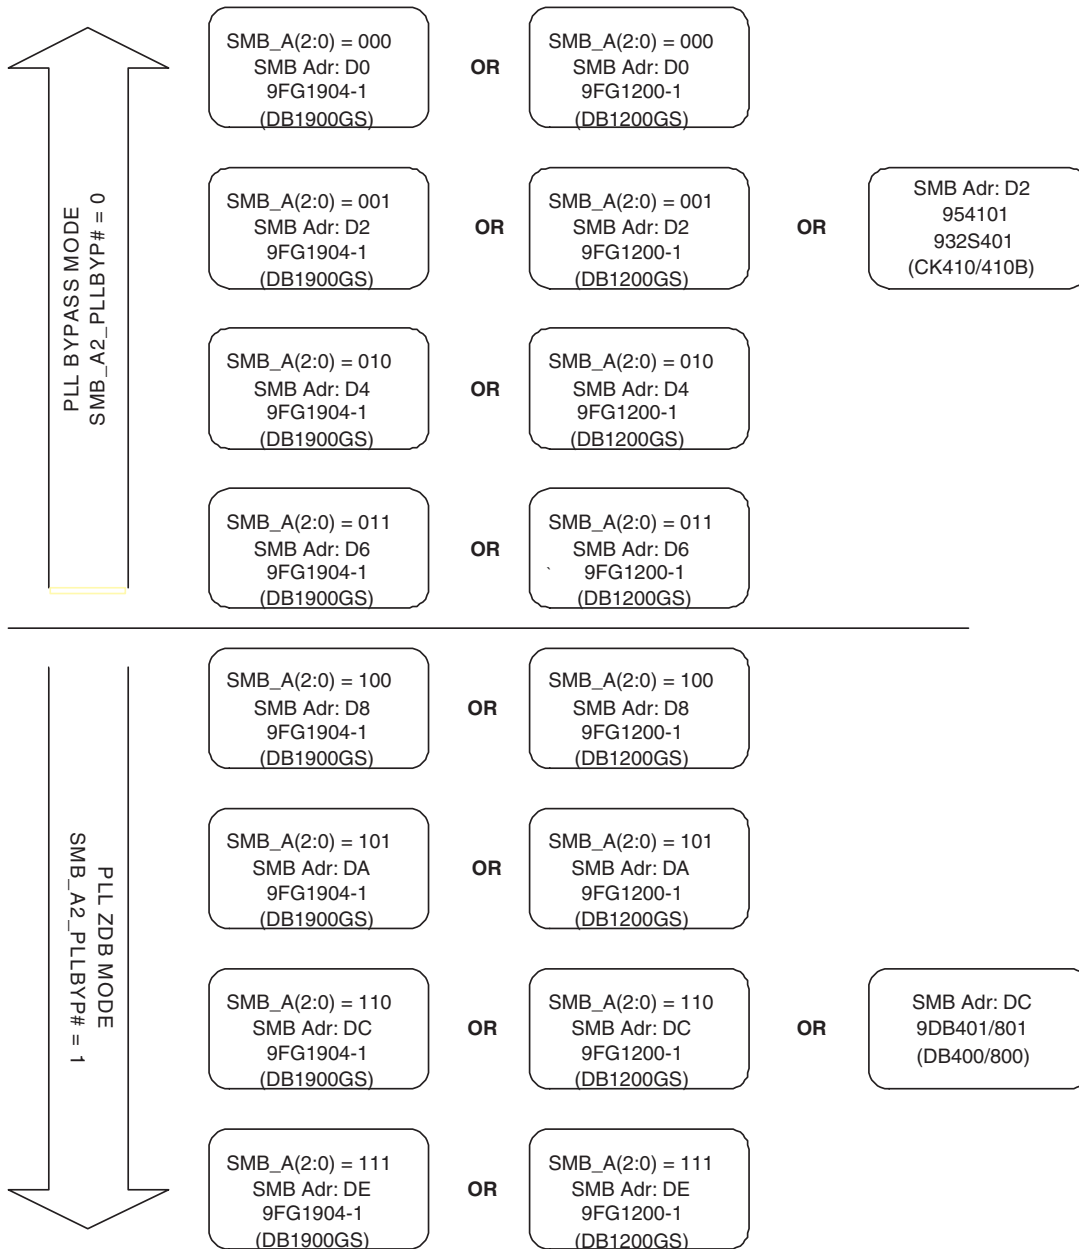 PLL BYPASS MODE
SMB_A2_PLLBYP# = 0
SMB_A(2:0) = 000
SMB Adr: D0
9FG1904-1
(DB1900GS)
OR
SMB_A(2:0) = 000
SMB Adr: D0
9FG1200-1
(DB1200GS)
SMB_A(2:0) = 001
SMB Adr: D2
9FG1904-1
(DB1900GS)
OR
SMB_A(2:0) = 001
SMB Adr: D2
9FG1200-1
(DB1200GS)
OR
SMB Adr: D2
954101
932S401
(CK410/410B)
SMB_A(2:0) = 010
SMB Adr: D4
9FG1904-1
(DB1900GS)
OR
SMB_A(2:0) = 010
SMB Adr: D4
9FG1200-1
(DB1200GS)
SMB_A(2:0) = 011
SMB Adr: D6
9FG1904-1
(DB1900GS)
OR
SMB_A(2:0) = 011
SMB Adr: D6
` 9FG1200-1
(DB1200GS)
PLL ZDB MODE
SMB_A2_PLLBYP# = 1
SMB_A(2:0) = 100
SMB Adr: D8
9FG1904-1
(DB1900GS)
OR
SMB_A(2:0) = 100
SMB Adr: D8
9FG1200-1
(DB1200GS)
SMB_A(2:0) = 101
SMB Adr: DA
9FG1904-1
(DB1900GS)
OR
SMB_A(2:0) = 101
SMB Adr: DA
9FG1200-1
(DB1200GS)
SMB_A(2:0) = 110
SMB Adr: DC
9FG1904-1
(DB1900GS)
OR
SMB_A(2:0) = 110
SMB Adr: DC
9FG1200-1
(DB1200GS)
OR
SMB Adr: DC
9DB401/801
(DB400/800)
SMB_A(2:0) = 111
SMB Adr: DE
9FG1904-1
(DB1900GS)
OR
SMB_A(2:0) = 111
SMB Adr: DE
9FG1200-1
(DB1200GS)